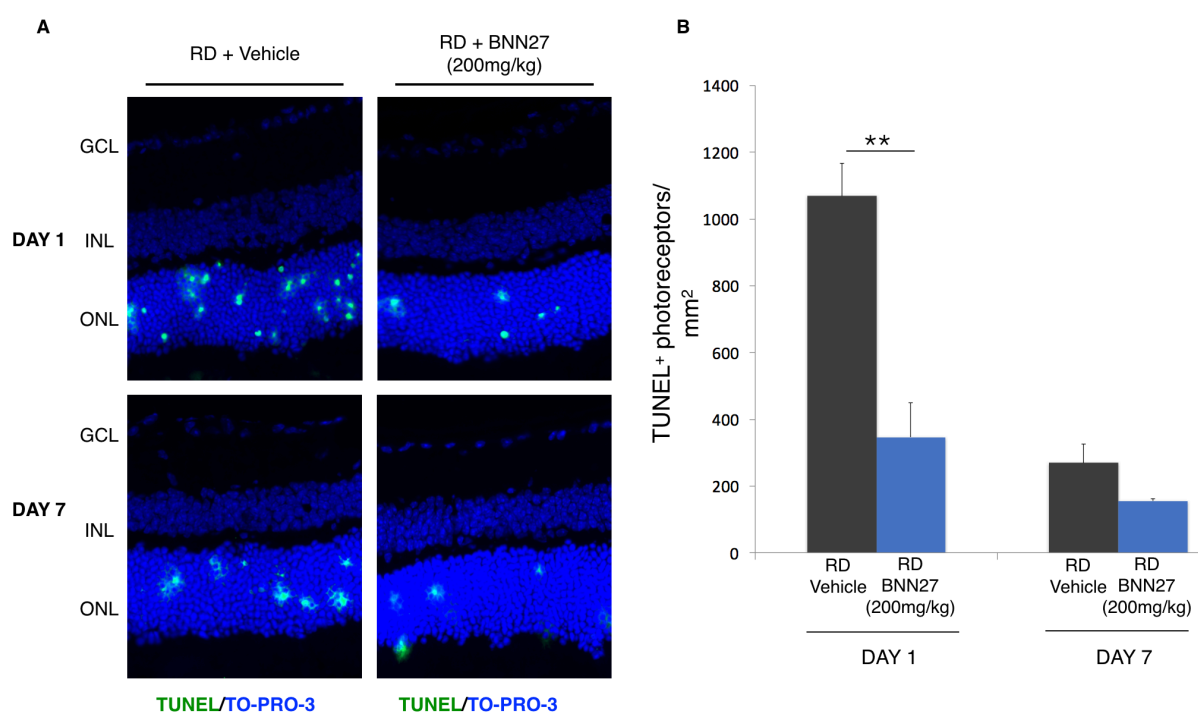 A
RD + Vehicle
RD + BNN27
(200mg/kg)
DAY 1
GCL
INL
ONL
DAY 7
GCL
INL
ONL
TUNEL/TO-PRO-3
TUNEL/TO-PRO-3
B
TUNEL⁺ photoreceptors/
mm²
1400
1200
1000
800
600
400
200
0
**
RD
Vehicle
RD
BNN27
(200mg/kg)
RD
Vehicle
RD
BNN27
(200mg/kg)
DAY 1
DAY 7